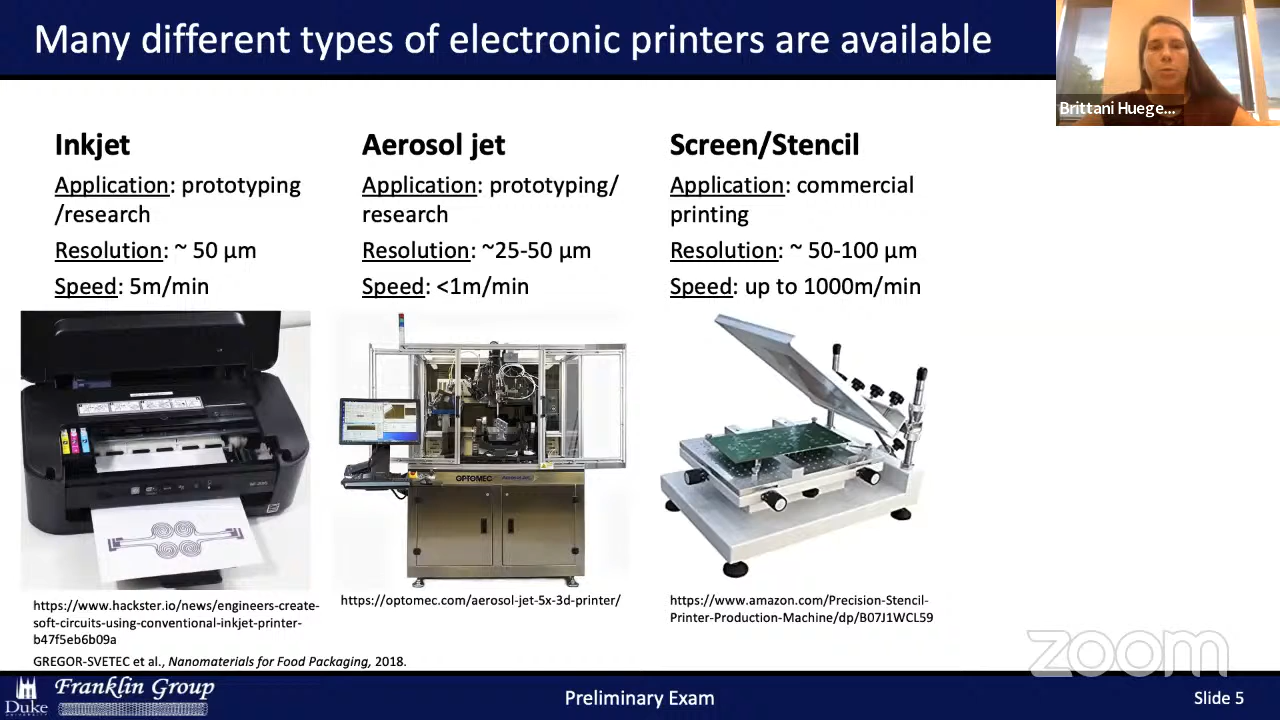 Many different types of electronic printers are available
Brittani Huege...
Inkjet
Application: prototyping
/research
Resolution: ~ 50 µm
Speed: 5m/min
Aerosol jet
Application: prototyping/
research
Resolution: ~25-50 µm
Speed: <1m/min
Screen/Stencil
Application: commercial
printing
Resolution: ~ 50-100 µm
Speed: up to 1000m/min
OPTOMEC
https://www.hackster.io/news/engineers-create-
soft-circuits-using-conventional-inkjet-printer-
b47f5eb6b09a
https://optomec.com/aerosol-jet-5x-3d-printer/
https://www.amazon.com/Precision-Stencil-
Printer-Production-Machine/dp/B07J1WCL59
GREGOR-SVETEC et al., Nanomaterials for Food Packaging, 2018.
zoom
Duke
Franklin Group
Preliminary Exam
Slide 5